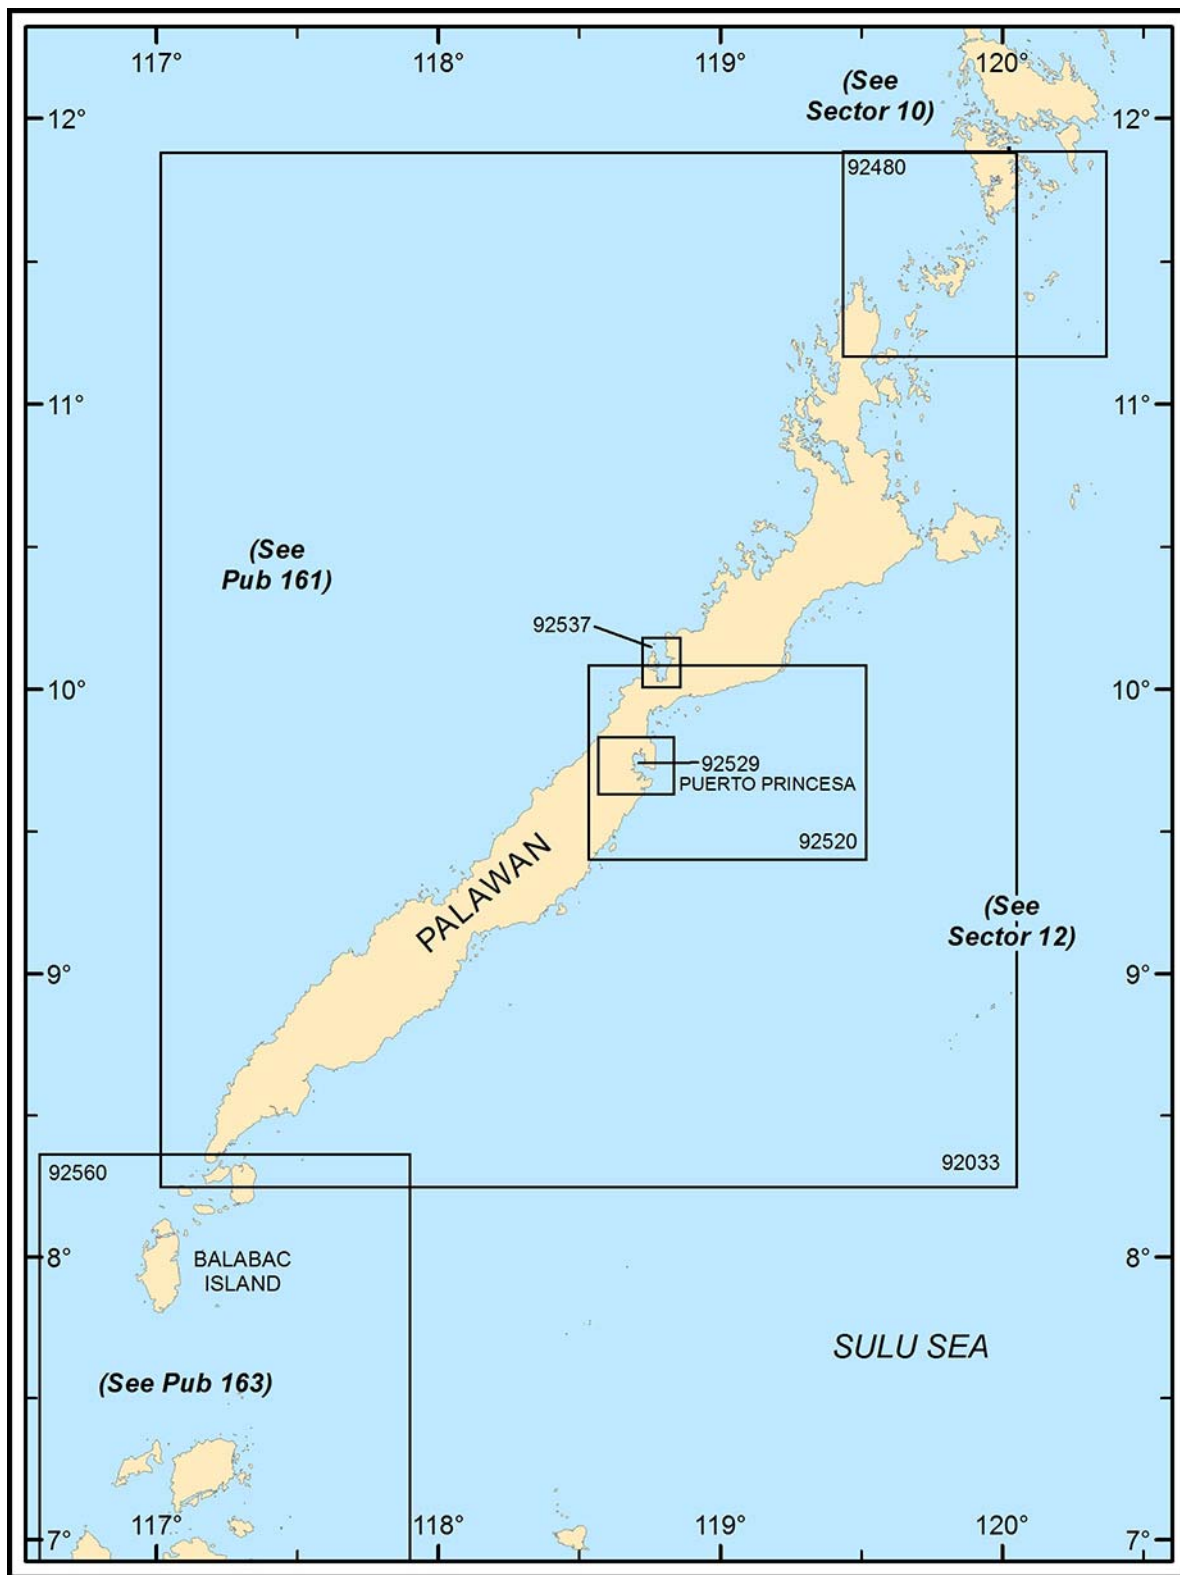 117°
118°
119°
120°
(See
Sector 10)
12°
12°
92480
11°
11°
(See
Pub 161)
92537
10°
10°
92529
PUERTO PRINCESA
92520
PALAWAN
(See
Sector 12)
9°
9°
92560
92033
8°
8°
BALABAC
ISLAND
SULU SEA
(See Pub 163)
7°
117°
118°
119°
120°
7°